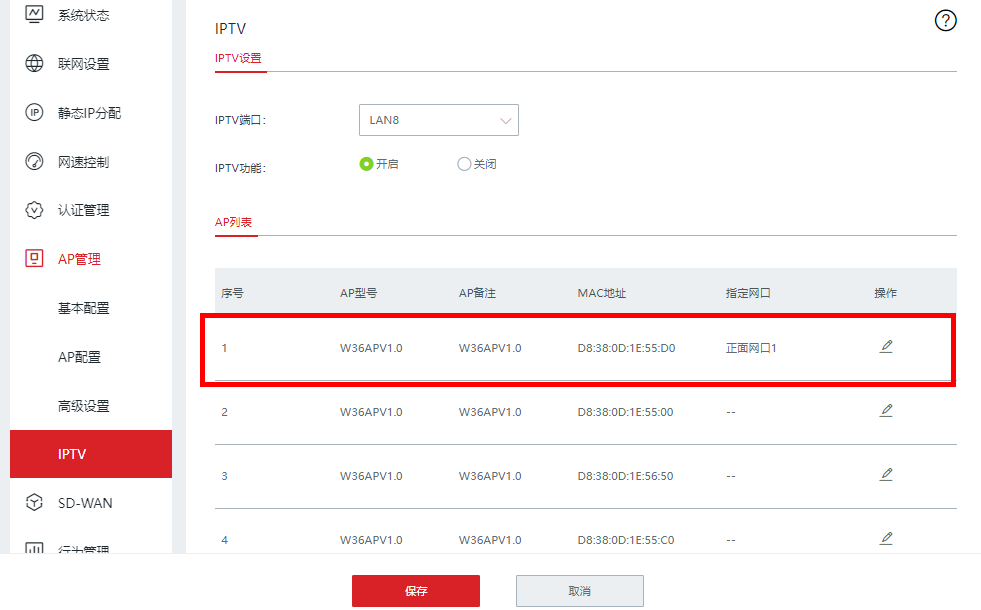 系统状态
联网设置
IP
静态IP分配
网速控制
认证管理
AP管理
基本配置
AP配置
高级设置
IPTV
SD-WAN
行为管理
IPTV
?
IPTV设置
IPTV端口：
LAN8
IPTV功能：
开启 关闭
AP列表
序号 AP型号 AP备注 MAC地址 指定网口 操作
1 W36APV1.0 W36APV1.0 D8:38:0D:1E:55:D0 正面网口1
2 W36APV1.0 W36APV1.0 D8:38:0D:1E:55:00 --
3 W36APV1.0 W36APV1.0 D8:38:0D:1E:56:50 --
4 W36APV1.0 W36APV1.0 D8:38:0D:1E:55:C0 --
保存 取消